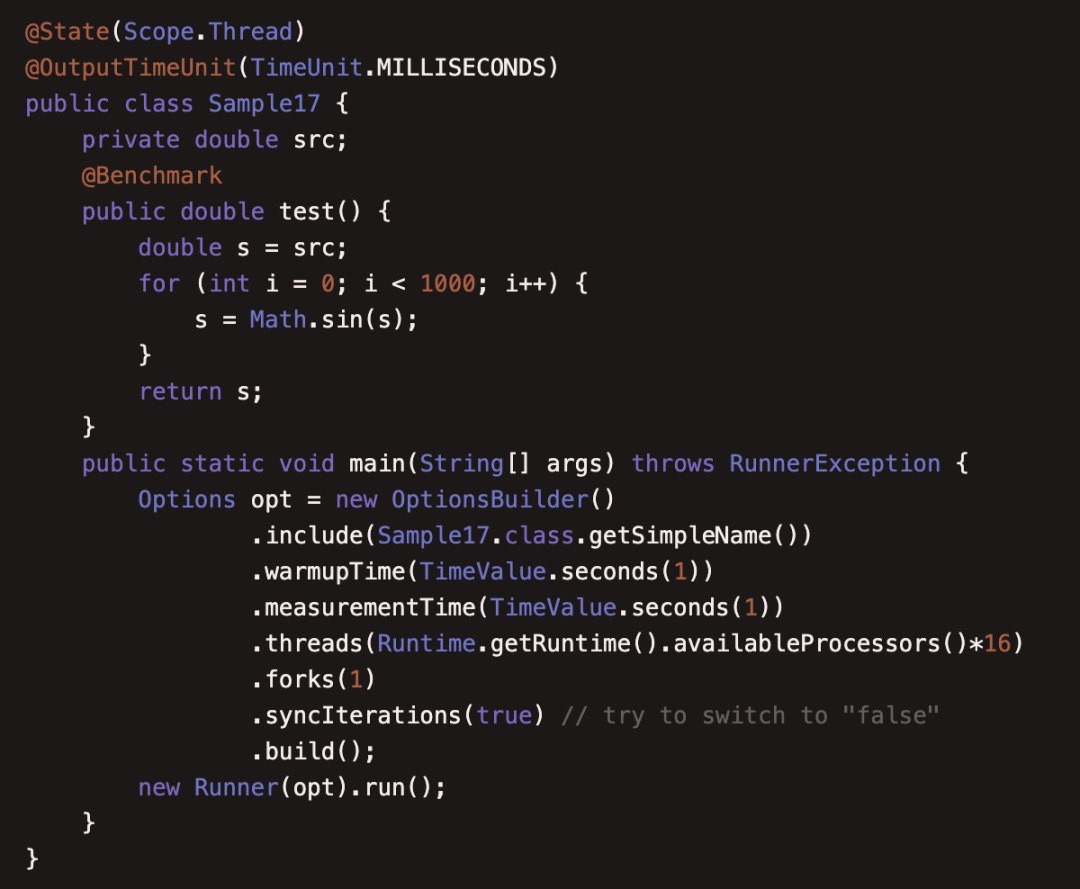 @State(Scope.Thread)
@OutputTimeUnit(TimeUnit.MILLISECONDS)
public class Sample17 {
    private double src;
    @Benchmark
    public double test() {
        double s = src;
        for (int i = 0; i < 1000; i++) {
            s = Math.sin(s);
        }
        return s;
    }
    public static void main(String[] args) throws RunnerException {
        Options opt = new OptionsBuilder()
                .include(Sample17.class.getSimpleName())
                .warmupTime(TimeValue.seconds(1))
                .measurementTime(TimeValue.seconds(1))
                .threads(Runtime.getRuntime().availableProcessors()*16)
                .forks(1)
                .syncIterations(true) // try to switch to "false"
                .build();
        new Runner(opt).run();
    }
}